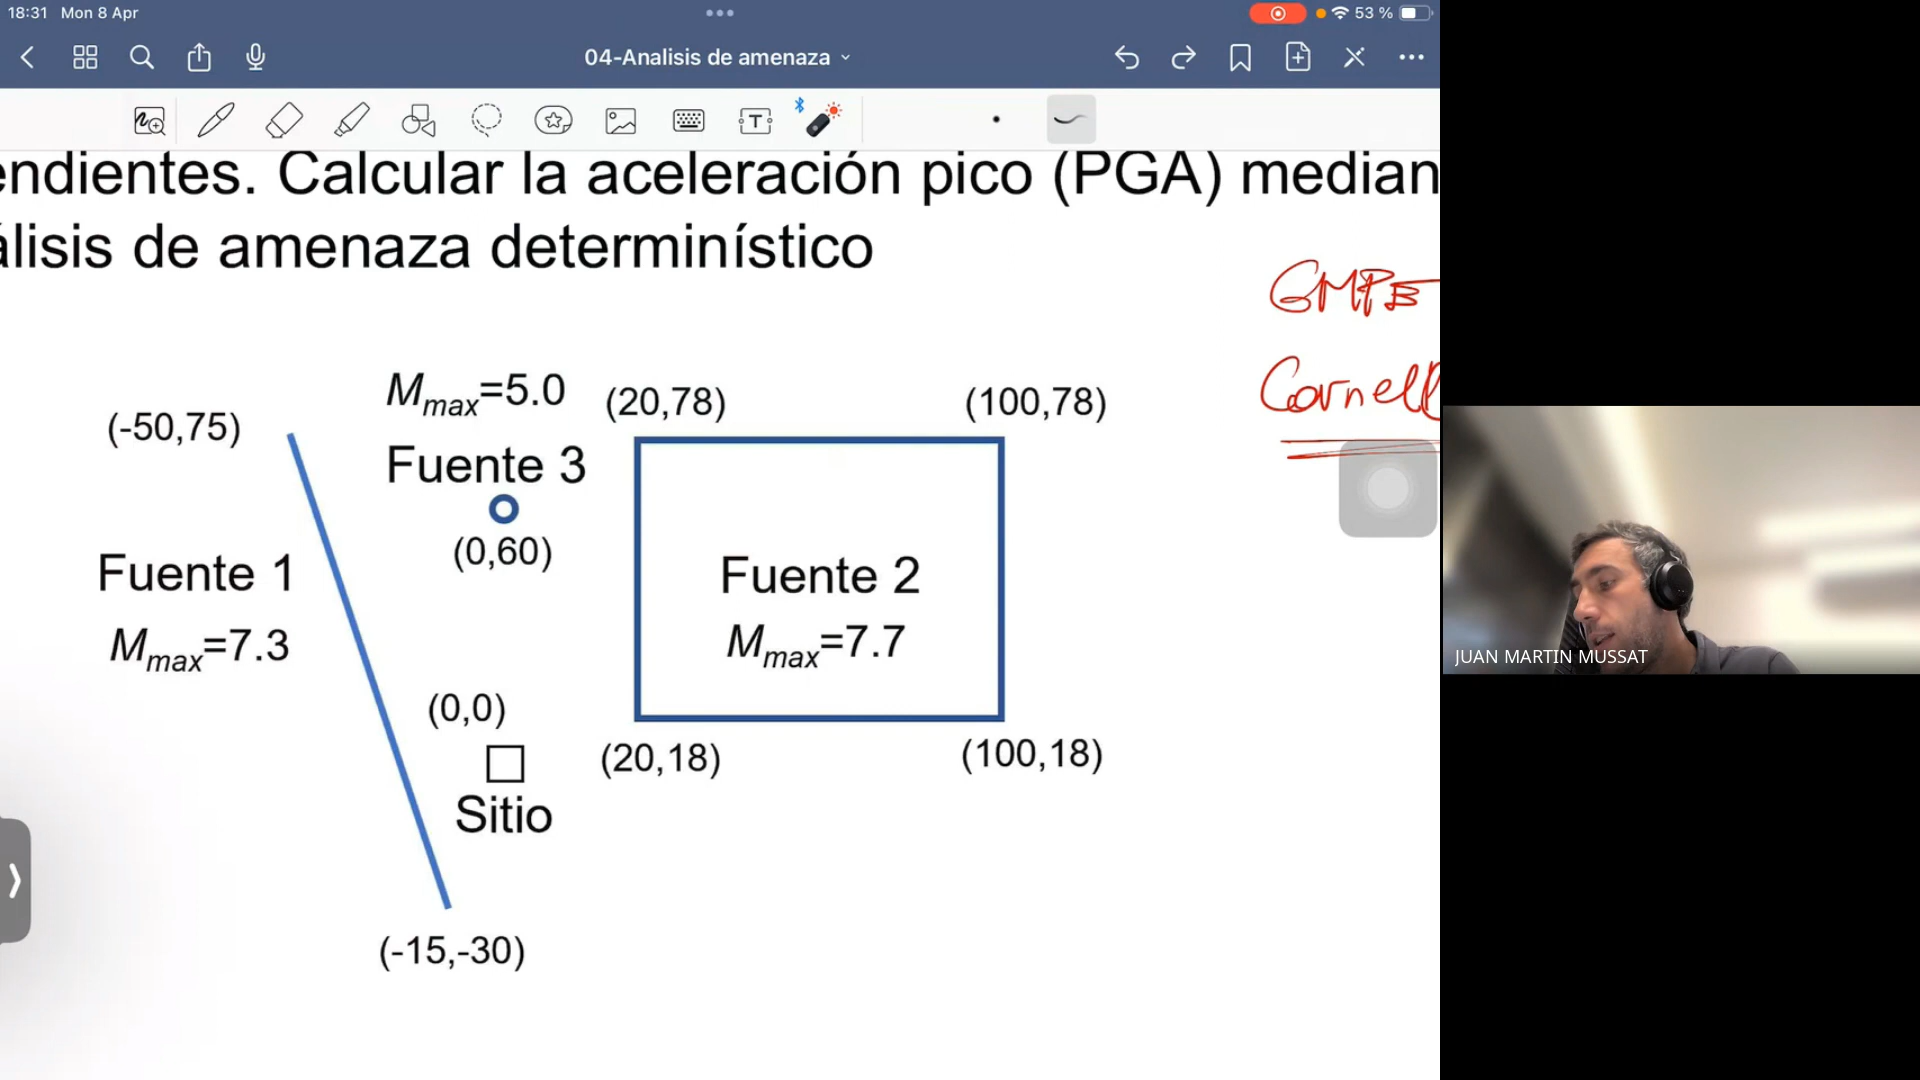 18:31 Mon 8 Apr
53 %
04-Analisis de amenaza
T
endientes. Calcular la aceleración pico (PGA) median
álisis de amenaza determinístico
GMPE
Cornell
Mmax=5.0
(20,78)
(100,78)
(-50,75)
Fuente 3
(0,60)
Fuente 1
Mmax=7.3
Fuente 2
Mmax=7.7
(0,0)
(20,18)
(100,18)
Sitio
(-15,-30)
JUAN MARTIN MUSSAT